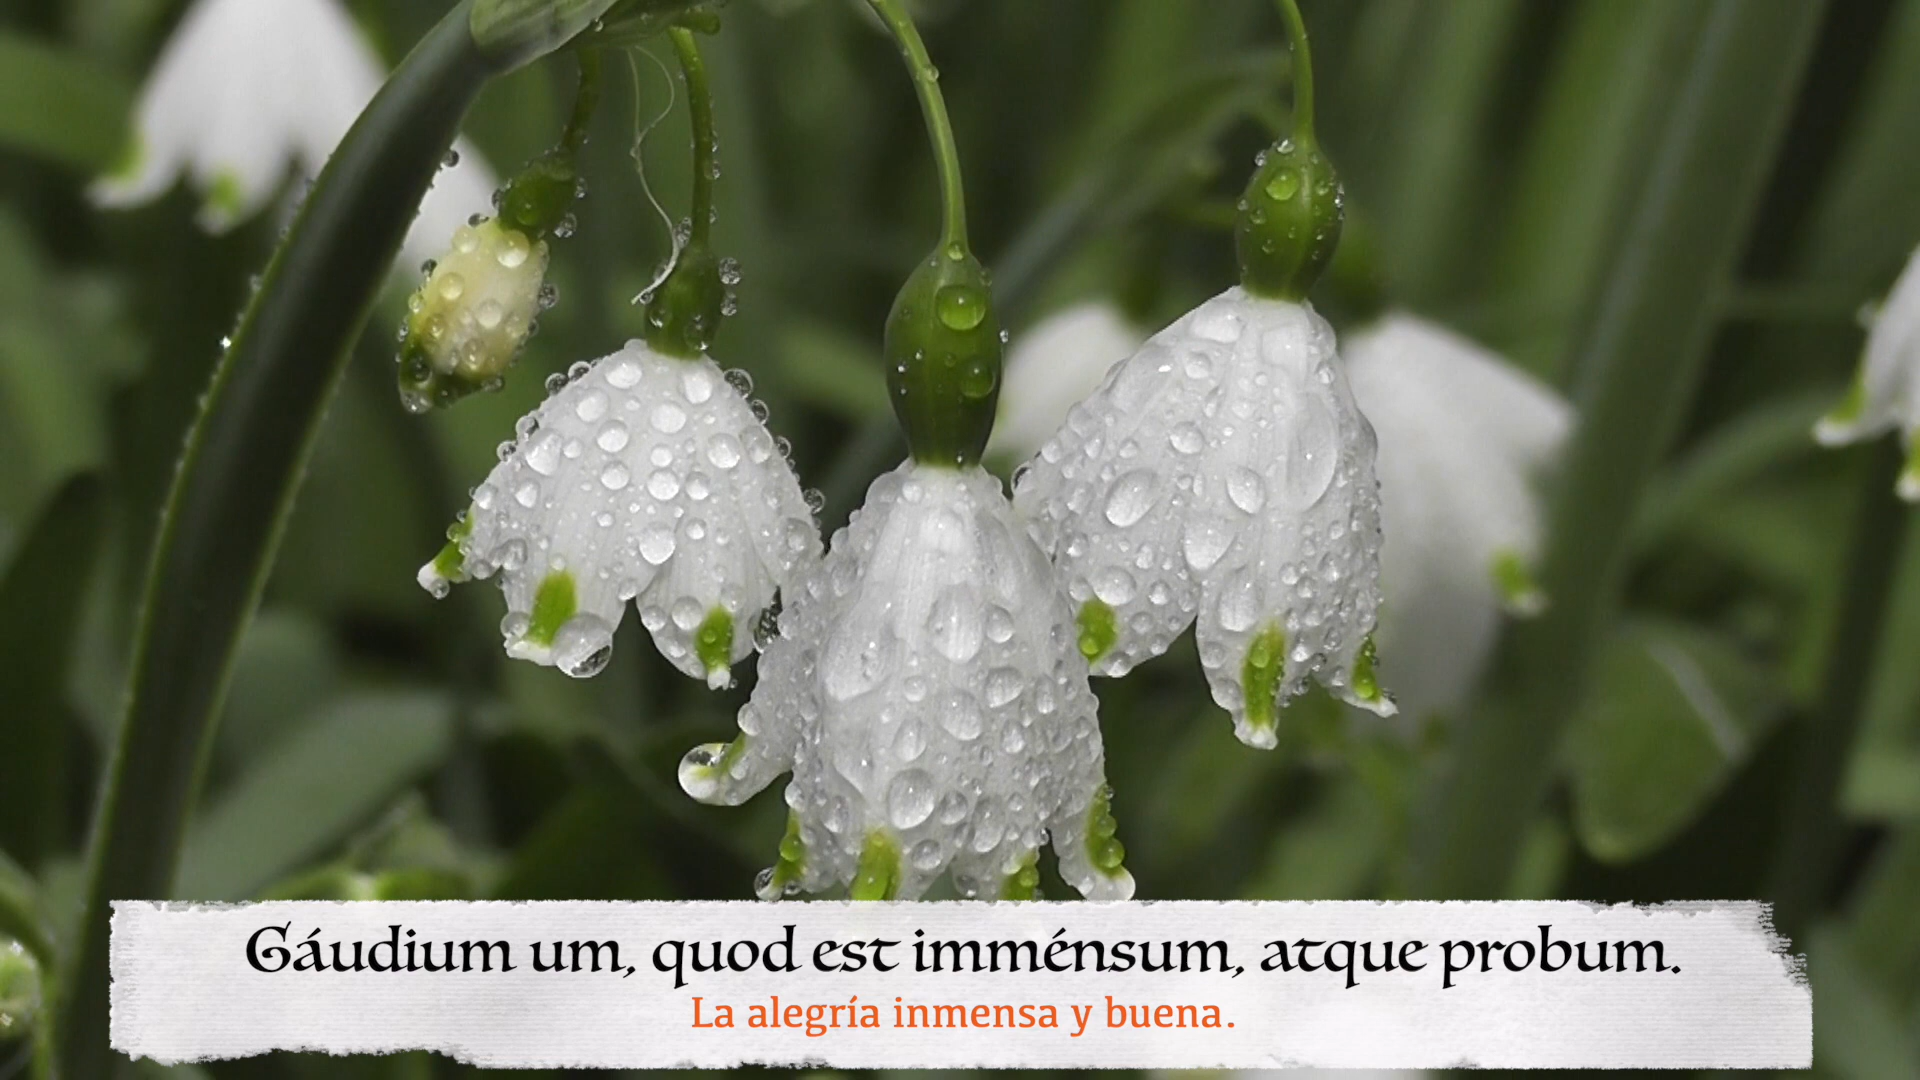 Gáudium um, quod est imménsum, atque probum.
La alegría inmensa y buena.